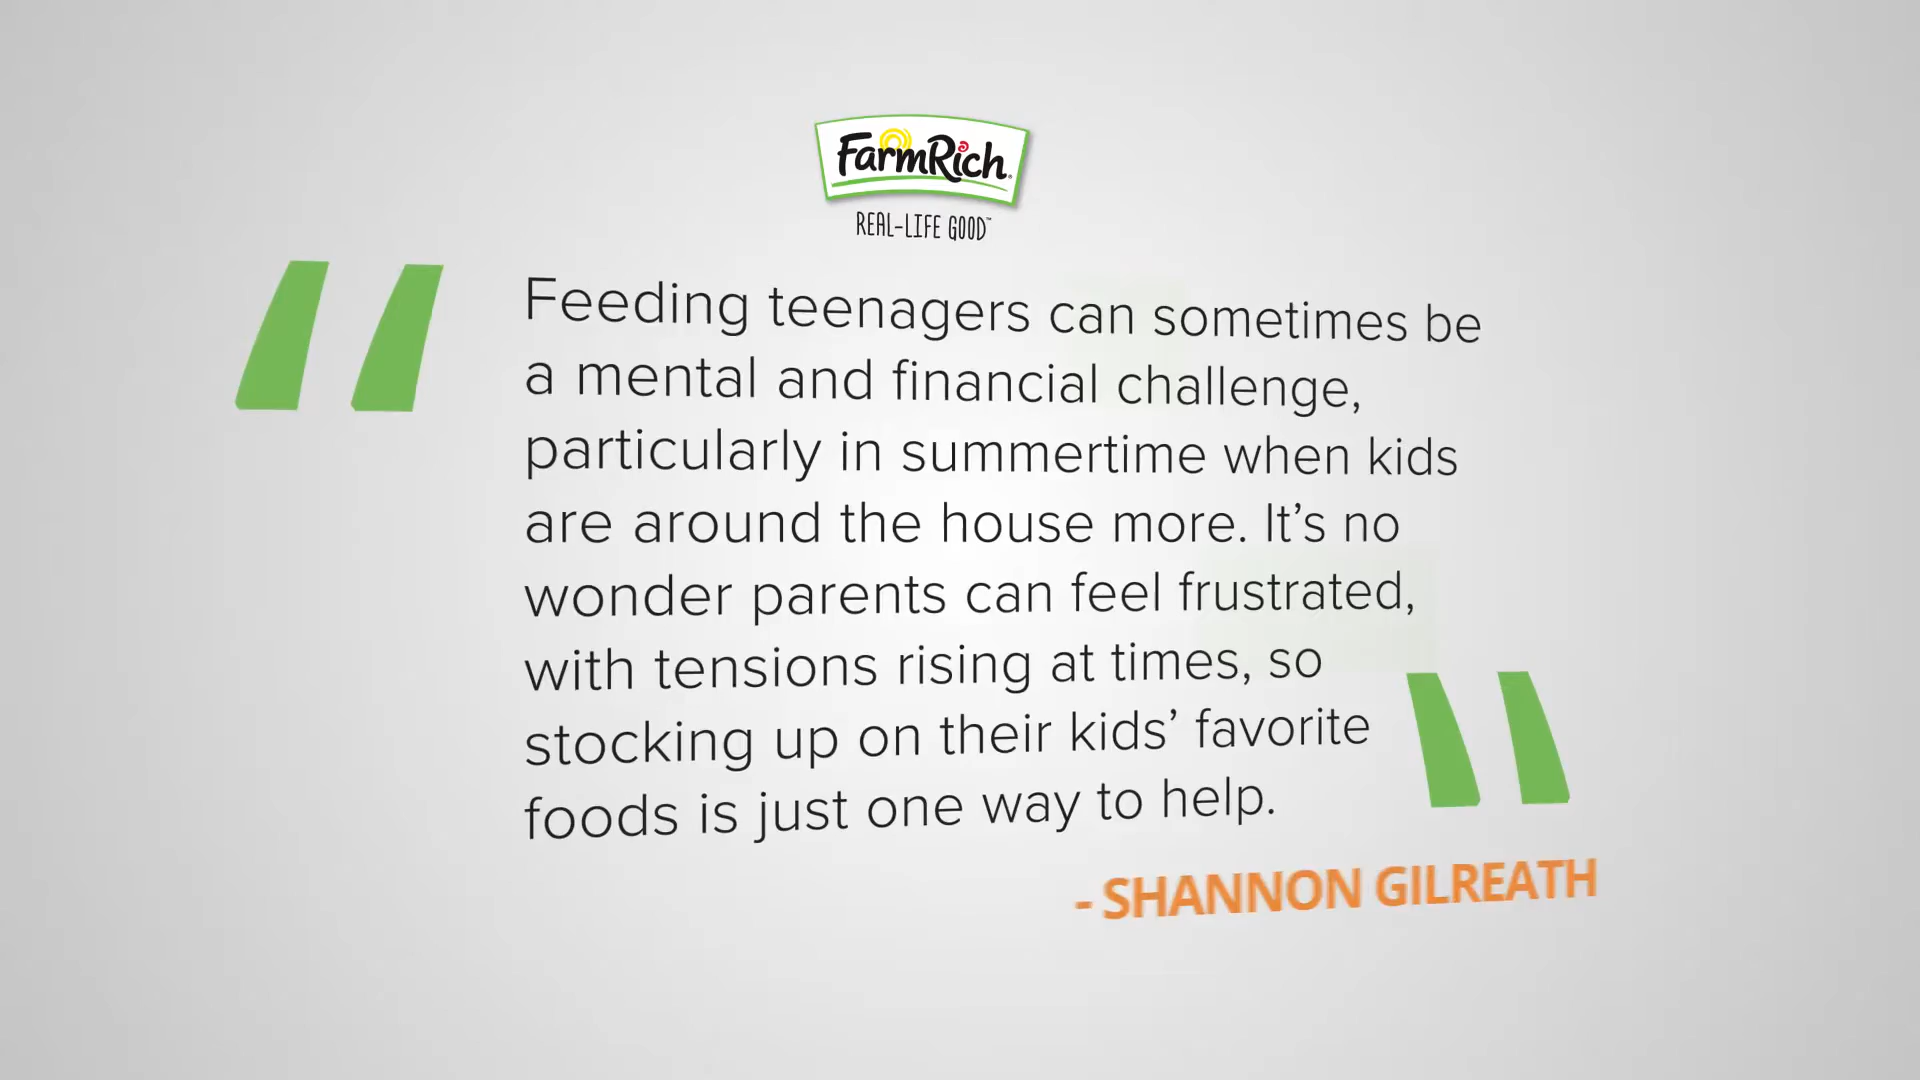 FarmRich®
REAL-LIFE GOOD™
Feeding teenagers can sometimes be
a mental and financial challenge,
particularly in summertime when kids
are around the house more. It’s no
wonder parents can feel frustrated,
with tensions rising at times, so
stocking up on their kids’ favorite
foods is just one way to help.
- SHANNON GILREATH